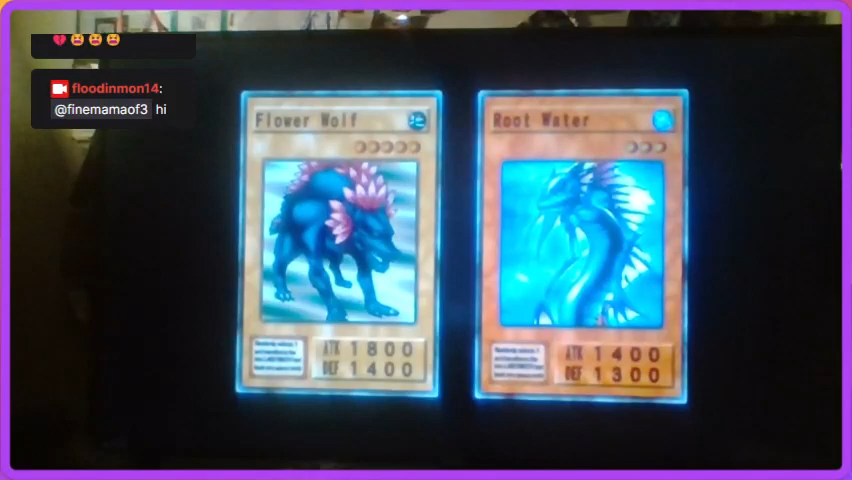 floodinmon14:
@finemamaof3 hi
Flower Wolf
ATK 1800
DEF 1400
Root Water
ATK 1400
DEF 1300